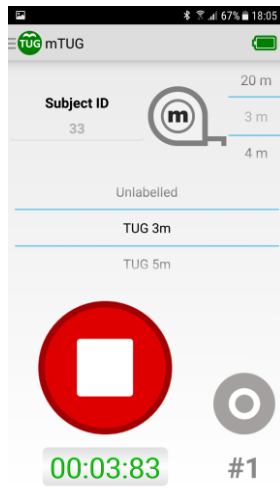 67% 18:05
TUG mTUG
20 m
Subject ID
m
3 m
33
4 m
Unlabelled
TUG 3m
TUG 5m
00:03:83
#1